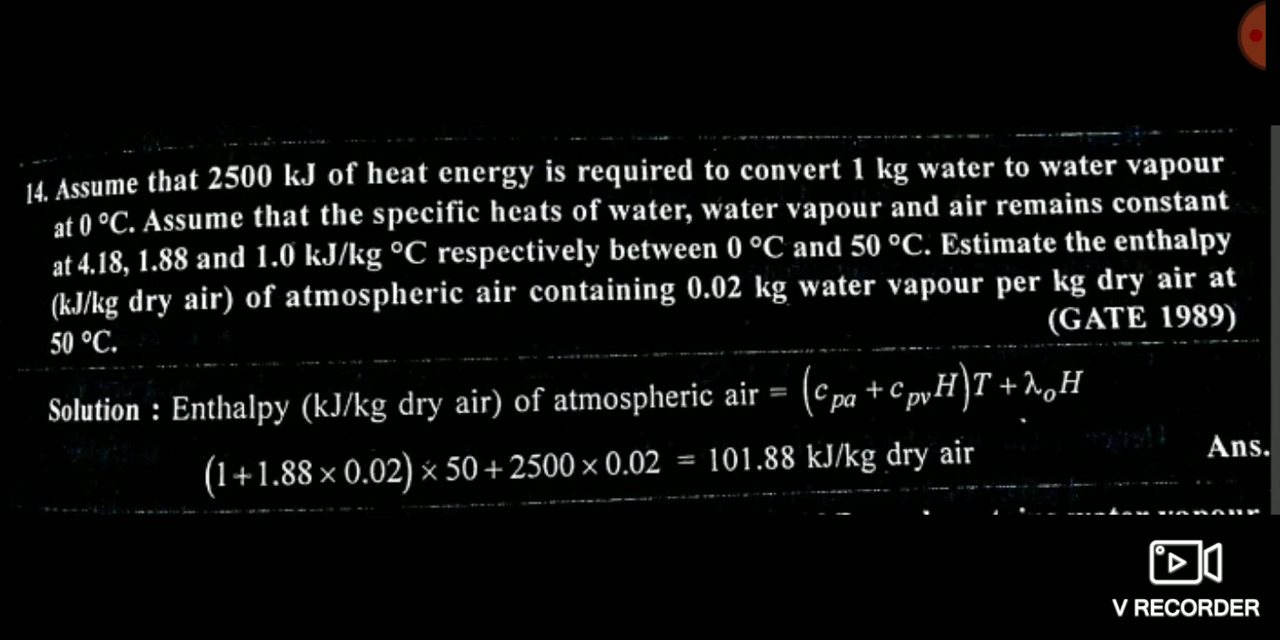 14. Assume that 2500 kJ of heat energy is required to convert 1 kg water to water vapour
at 0 °C. Assume that the specific heats of water, water vapour and air remains constant
at 4.18, 1.88 and 1.0 kJ/kg °C respectively between 0 °C and 50 °C. Estimate the enthalpy
(kJ/kg dry air) of atmospheric air containing 0.02 kg water vapour per kg dry air at
50 °C. (GATE 1989)
Solution : Enthalpy (kJ/kg dry air) of atmospheric air = (c_pa + c_pv H)T + λ_o H
(1+1.88 × 0.02) × 50 + 2500 × 0.02 = 101.88 kJ/kg dry air Ans.
V RECORDER